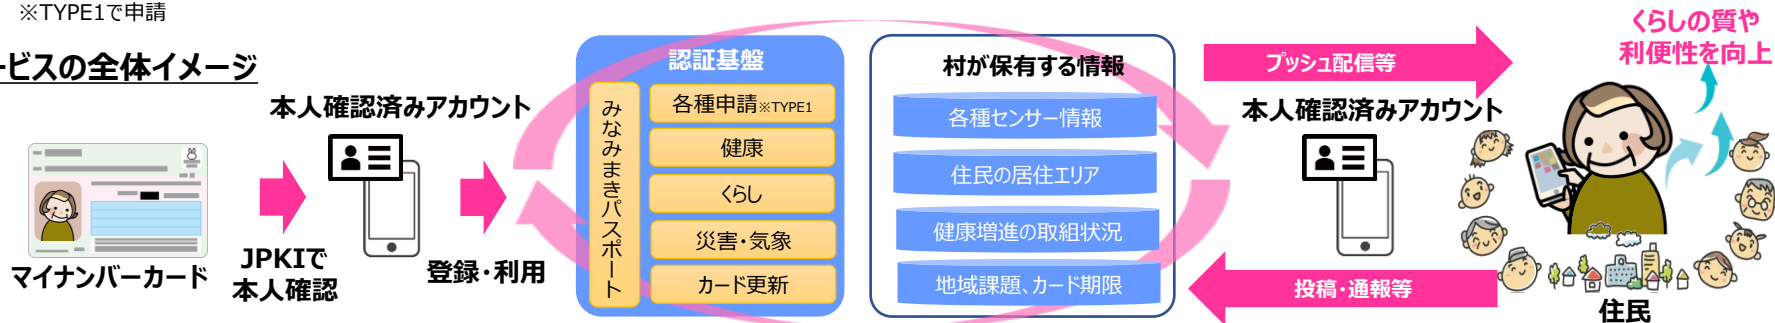 ※TYPE1で申請
ービスの全体イメージ
マイナンバーカード
JPKIで
本人確認
本人確認済みアカウント
登録・利用
認証基盤
みなみまきパスポート
各種申請※TYPE1
健康
くらし
災害・気象
カード更新
村が保有する情報
各種センサー情報
住民の居住エリア
健康増進の取組状況
地域課題、カード期限
プッシュ配信等
本人確認済みアカウント
投稿・通報等
くらしの質や
利便性を向上
住民